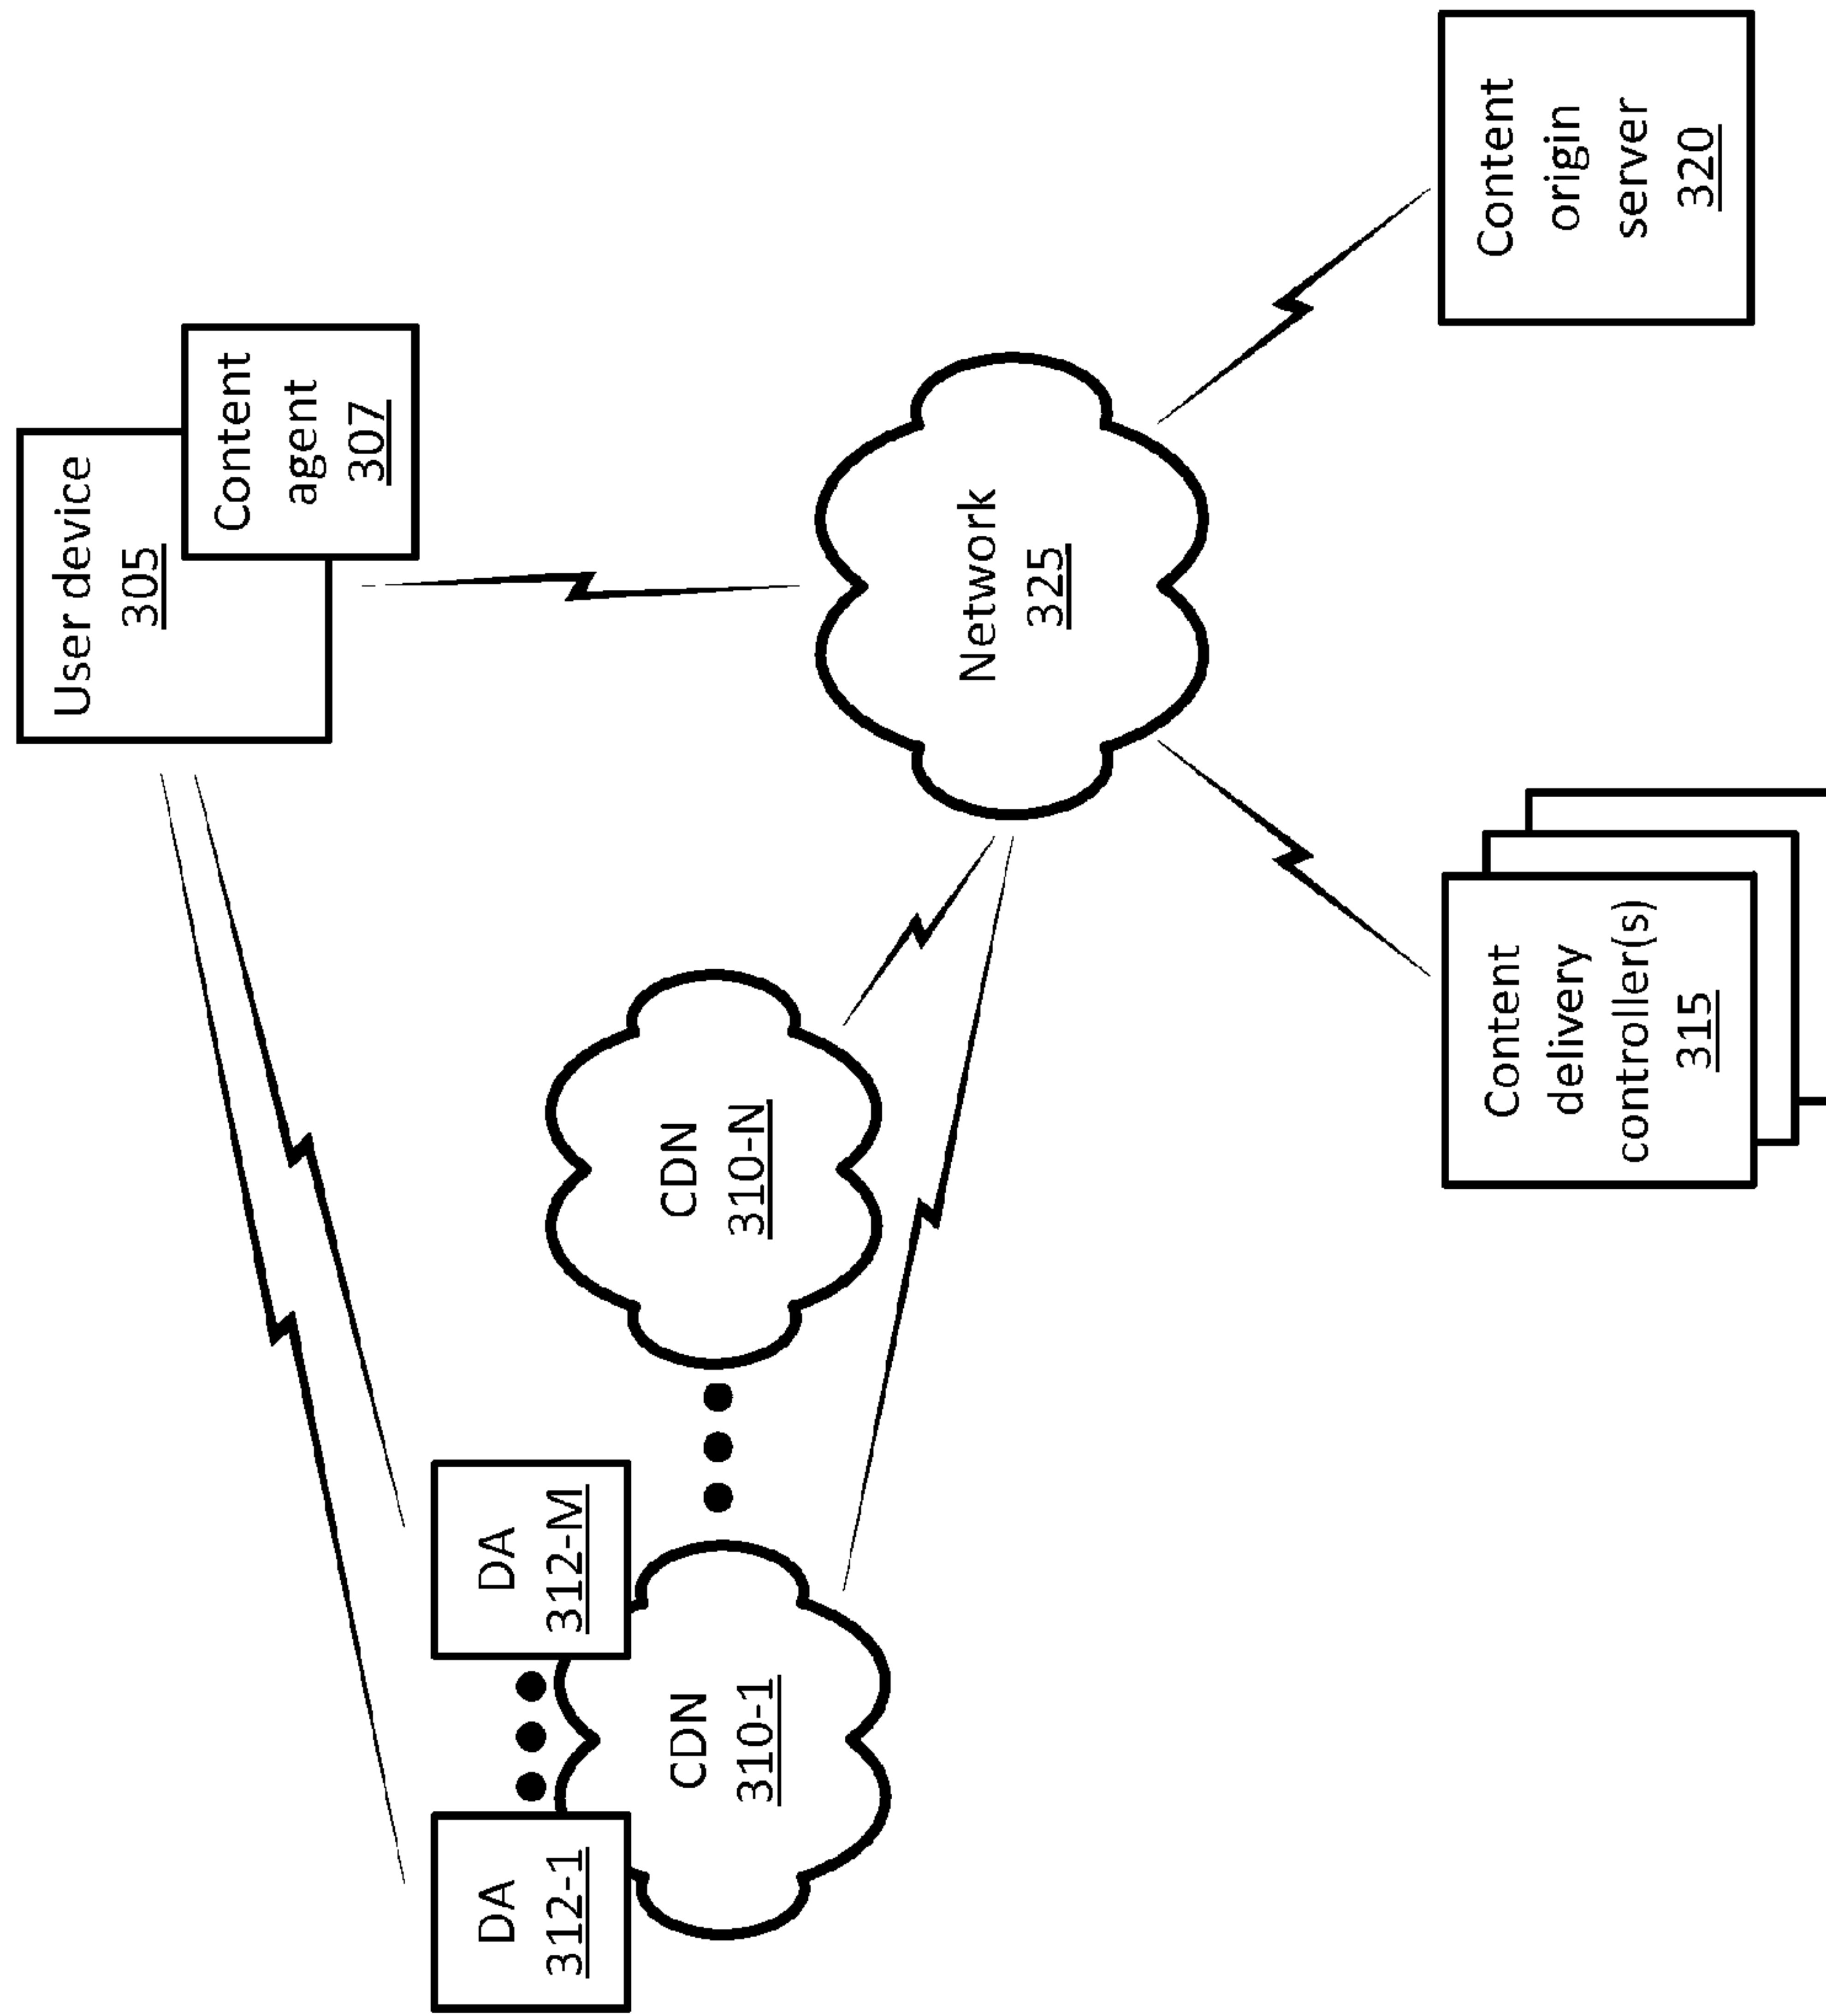 User device
305
Content
agent
307
DA
312-1
DA
312-M
CDN
310-1
CDN
310-N
Network
325
Content
delivery
controller(s)
315
Content
origin
server
320